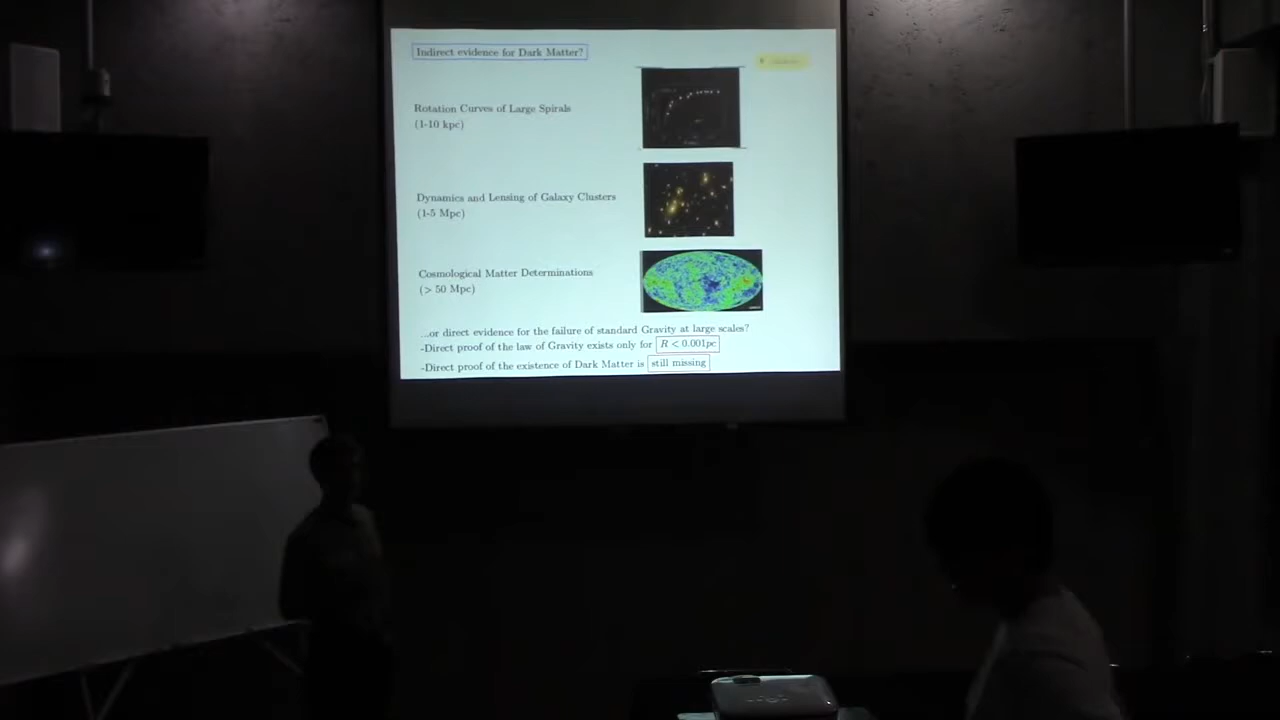 Indirect evidence for Dark Matter?
Rotation Curves of Large Spirals
(1-10 kpc)
Dynamics and Lensing of Galaxy Clusters
(1-5 Mpc)
Cosmological Matter Determinations
(> 50 Mpc)
...or direct evidence for the failure of standard Gravity at large scales?
-Direct proof of the law of Gravity exists only for R < 0.001pc
-Direct proof of the existence of Dark Matter is still missing